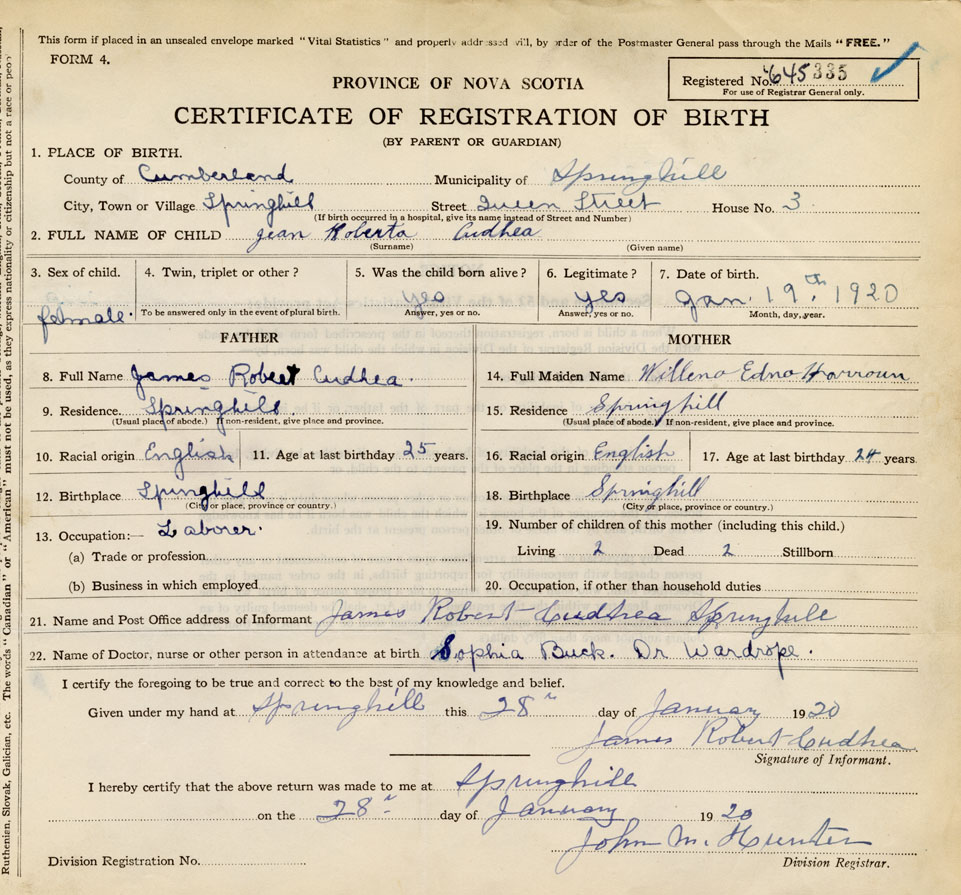 This form if placed in an unsealed envelope marked "Vital Statistics" and properly addressed will, by order of the Postmaster General pass through the Mails "FREE."
FORM 4.
Registered No. 645335
For use of Registrar General only.
PROVINCE OF NOVA SCOTIA
CERTIFICATE OF REGISTRATION OF BIRTH
(BY PARENT OR GUARDIAN)
1. PLACE OF BIRTH.
County of Cumberland Municipality of Springhill
City, Town or Village Springhill Street Queen Street House No. 3
(If birth occurred in a hospital, give its name instead of Street and Number)
2. FULL NAME OF CHILD Jean Roberta Cudhea
(Surname) (Given name)
3. Sex of child. 4. Twin, triplet or other? 5. Was the child born alive? 6. Legitimate? 7. Date of birth.
female. yes yes Jan. 19th. 1920
To be answered only in the event of plural birth. Answer, yes or no. Answer, yes or no. Month, day, year.
FATHER MOTHER
8. Full Name James Robert Cudhea. 14. Full Maiden Name Willena Edna Harroun
9. Residence. Springhill. 15. Residence Springhill
(Usual place of abode.) If non-resident, give place and province. (Usual place of abode.) If non-resident, give place and province.
10. Racial origin English 11. Age at last birthday 25 years. 16. Racial origin English 17. Age at last birthday 24 years.
12. Birthplace Spinghill 18. Birthplace Springhill
(City or place, province or country.) (City or place, province or country.)
13. Occupation:— Laborer. 19. Number of children of this mother (including this child.)
(a) Trade or profession Living 2 Dead 2 Stillborn
(b) Business in which employed 20. Occupation, if other than household duties
21. Name and Post Office address of Informant James Robert Cudhea Springhill
22. Name of Doctor, nurse or other person in attendance at birth Sophia Buck. Dr Wardrope.
I certify the foregoing to be true and correct to the best of my knowledge and belief.
Given under my hand at Springhill this 28 day of January 1920
James Robert Cudhea
Signature of Informant.
I hereby certify that the above return was made to me at Springhill
on the 28 day of January 1920
John M. Hunter
Division Registrar.
Division Registration No.
Ruthenian, Slovak, Galician, etc. The words "Canadian" or "American" must not be used, as they express nationality or citizenship but not a race or